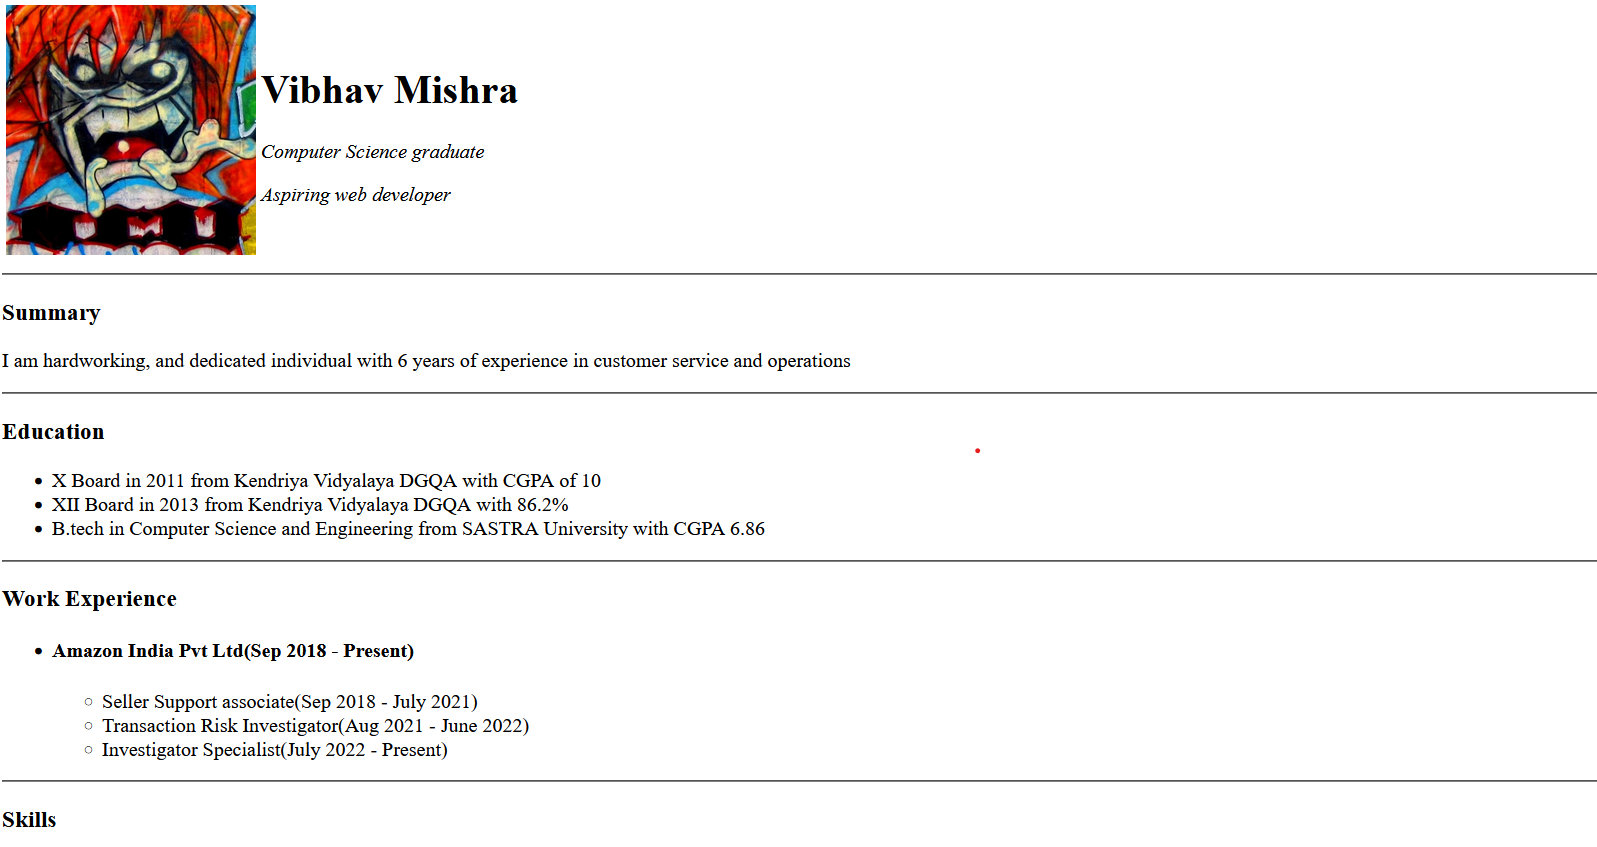 Vibhav Mishra
Computer Science graduate
Aspiring web developer
Summary
I am hardworking, and dedicated individual with 6 years of experience in customer service and operations
Education
X Board in 2011 from Kendriya Vidyalaya DGQA with CGPA of 10
XII Board in 2013 from Kendriya Vidyalaya DGQA with 86.2%
B.tech in Computer Science and Engineering from SASTRA University with CGPA 6.86
Work Experience
Amazon India Pvt Ltd(Sep 2018 - Present)
Seller Support associate(Sep 2018 - July 2021)
Transaction Risk Investigator(Aug 2021 - June 2022)
Investigator Specialist(July 2022 - Present)
Skills